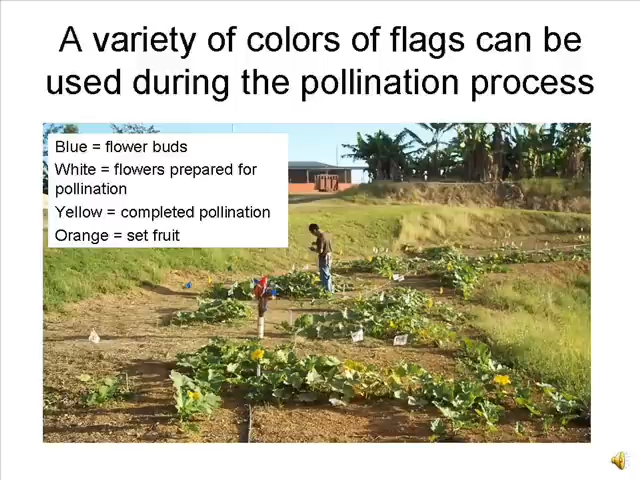 A variety of colors of flags can be
used during the pollination process
Blue = flower buds
White = flowers prepared for
pollination
Yellow = completed pollination
Orange = set fruit